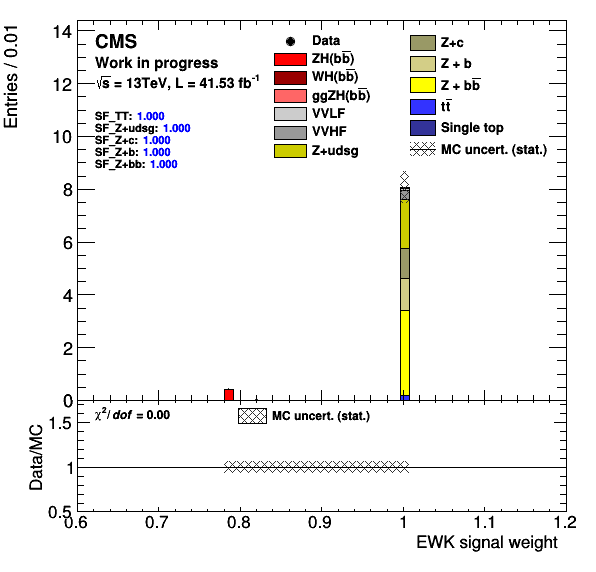 Entries / 0.01
14
12
10
8
6
4
2
0
CMS
Work in progress
√s = 13TeV, L = 41.53 fb⁻¹
SF_TT: 1.000
SF_Z+udsg: 1.000
SF_Z+c: 1.000
SF_Z+b: 1.000
SF_Z+bb: 1.000
Data
ZH(bb̅)
WH(bb̅)
ggZH(bb̅)
VVLF
VVHF
Z+udsg
Z+c
Z + b
Z + bb̅
tt̅
Single top
MC uncert. (stat.)
Data/MC
1.5
1
0.5
χ²/dof = 0.00
MC uncert. (stat.)
0.6 0.7 0.8 0.9 1 1.1 1.2
EWK signal weight